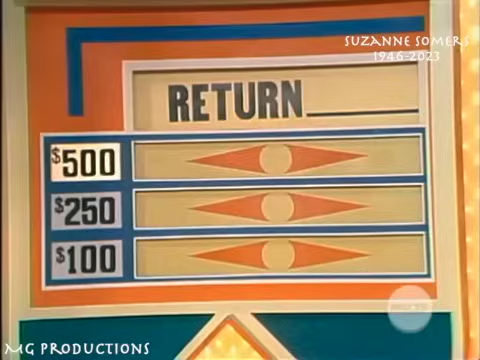 SUZANNE SOMERS
1946-2023
RETURN
$500
$250
$100
MG PRODUCTIONS